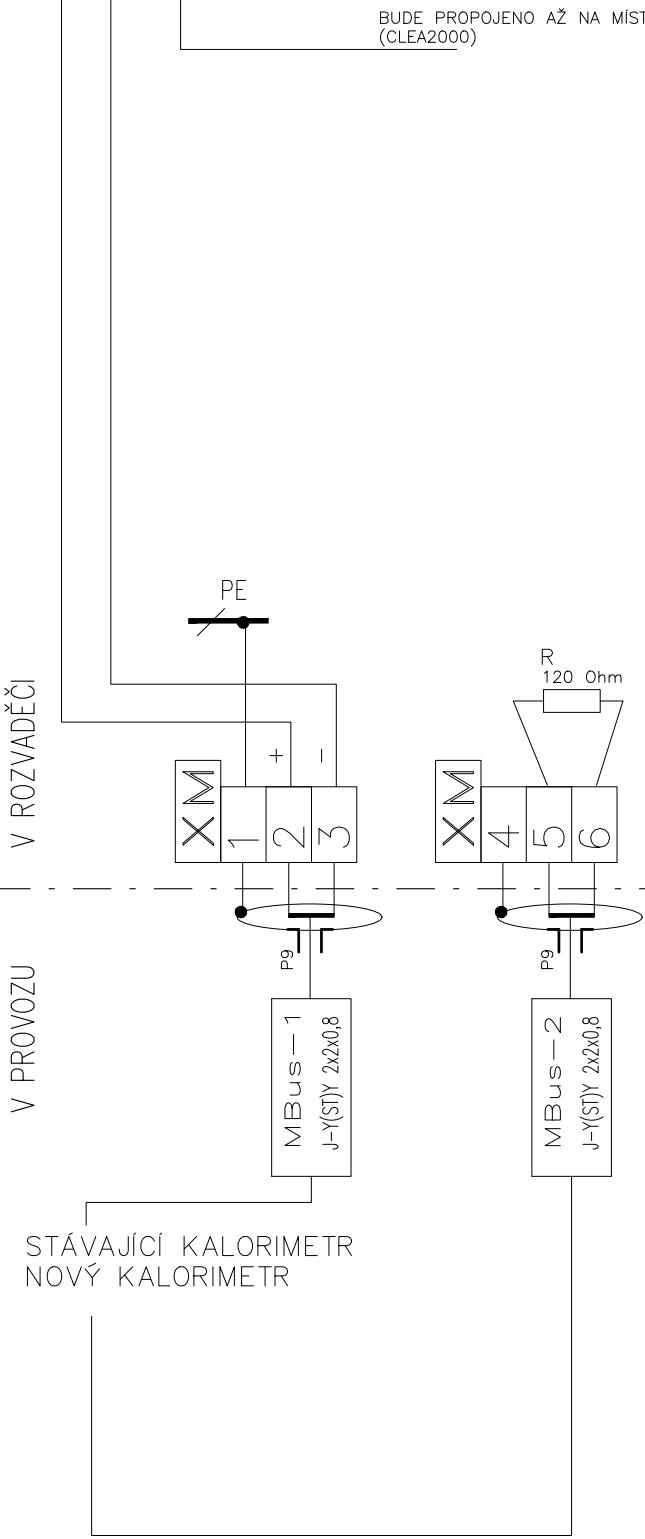 BUDE PROPOJENO AŽ NA MÍST
(CLEA2000)
PE
R
120 Ohm
V ROZVADĚČI
+
-
XM
1
2
3
XM
4
5
6
V PROVOZU
P9
P9
MBus-1
J-Y(ST)Y 2x2x0,8
MBus-2
J-Y(ST)Y 2x2x0,8
STÁVAJÍCÍ KALORIMETR
NOVÝ KALORIMETR